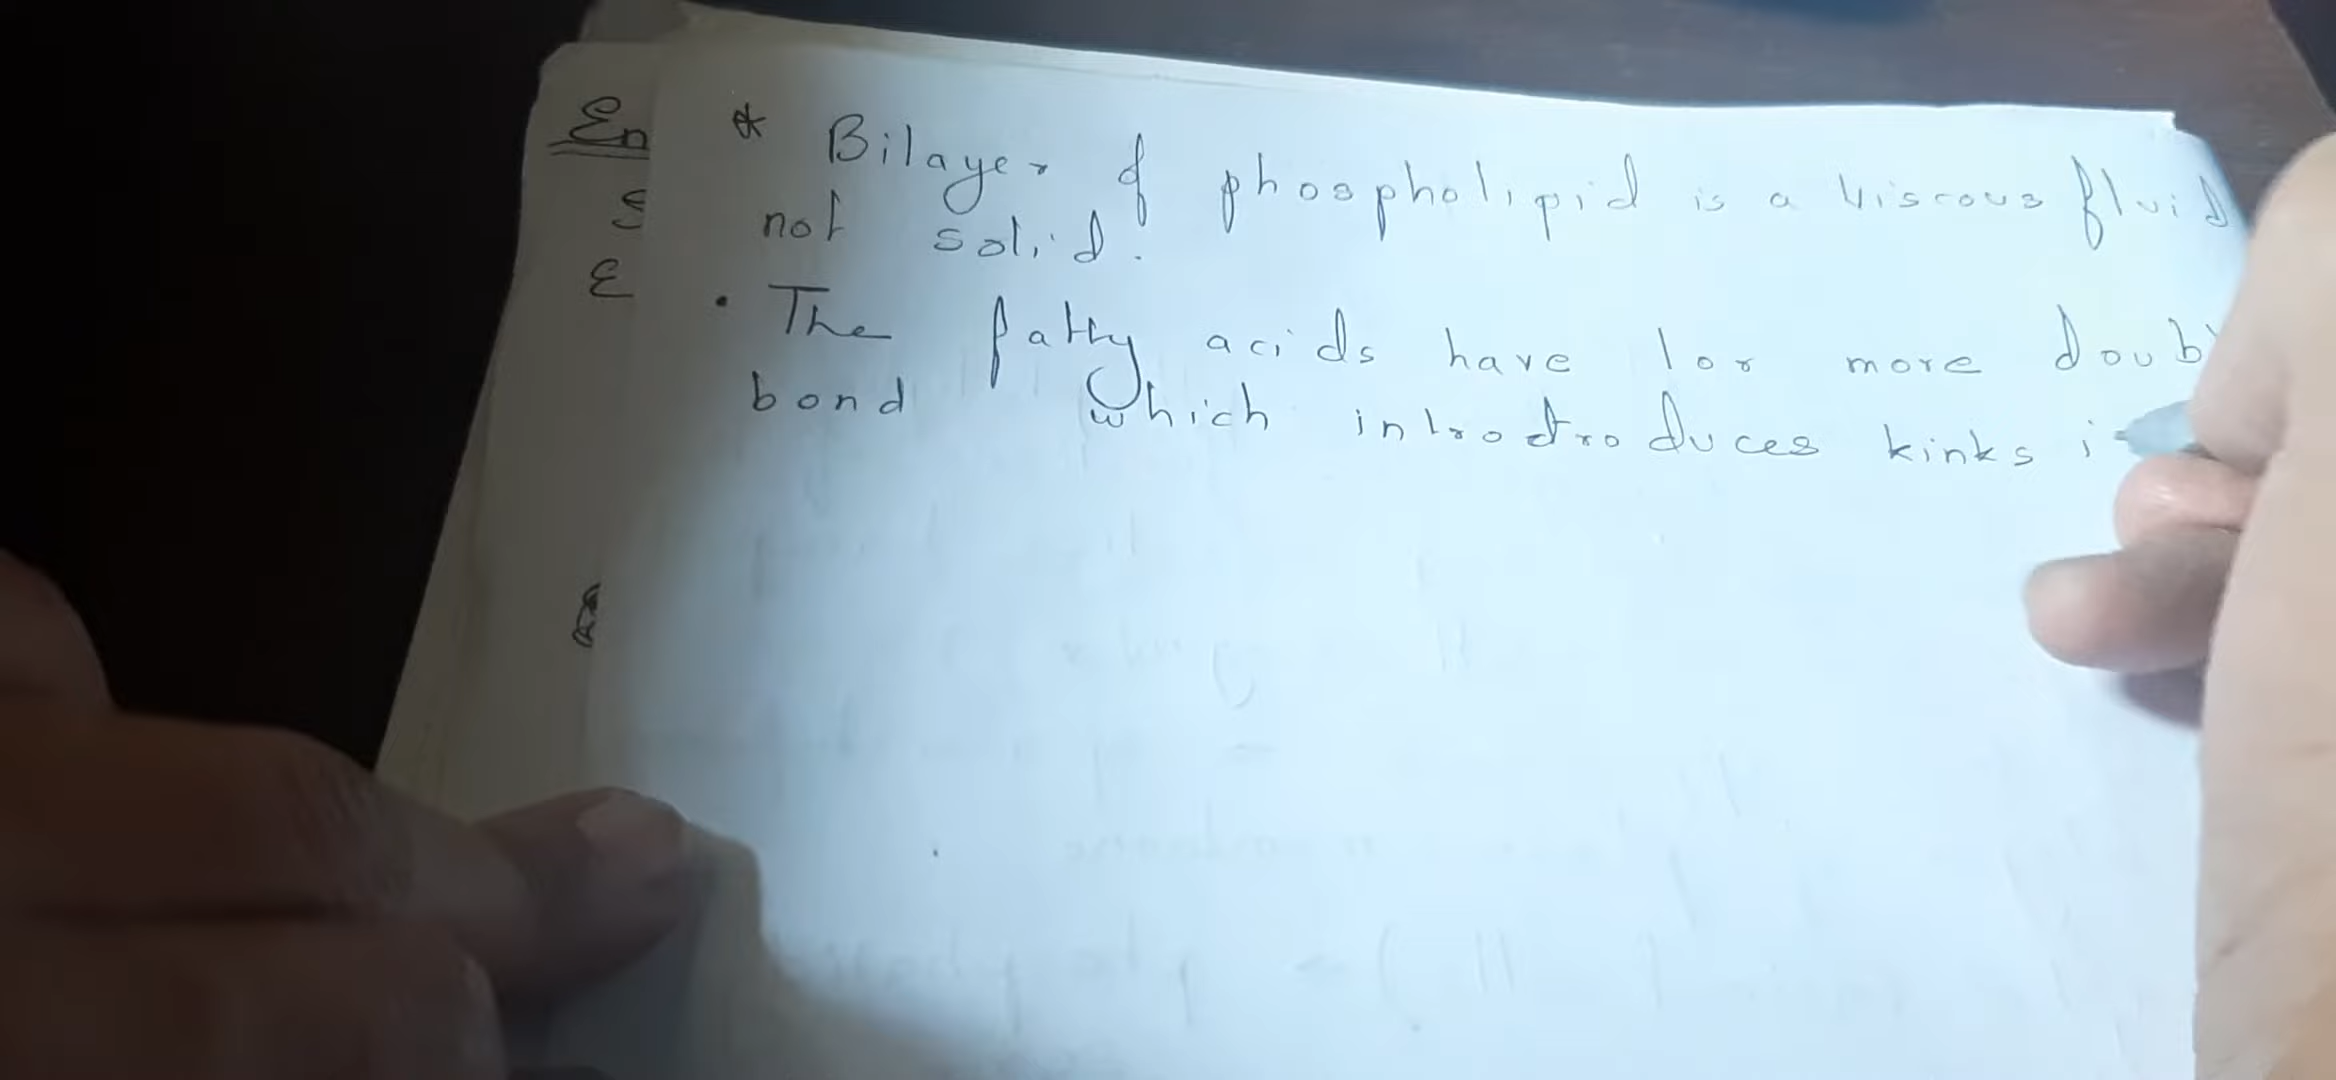 * Bilayer of phospholipid is a viscous fluid
not solid.
• The fatty acids have 1 or more doub
bond which introdroduces kinks i
En
S
E